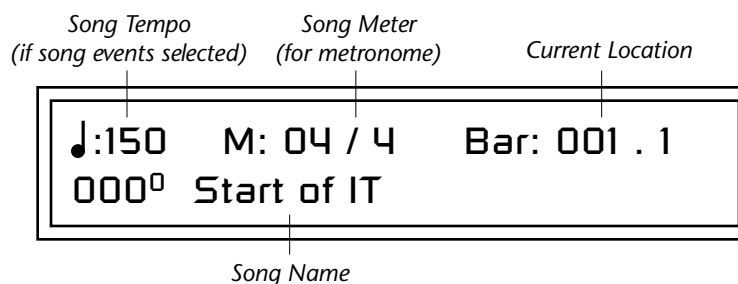 Song Tempo Song Meter
(if song events selected) (for metronome) Current Location
♩:150 M: 04 / 4 Bar: 001 . 1
000⁰ Start of IT
Song Name